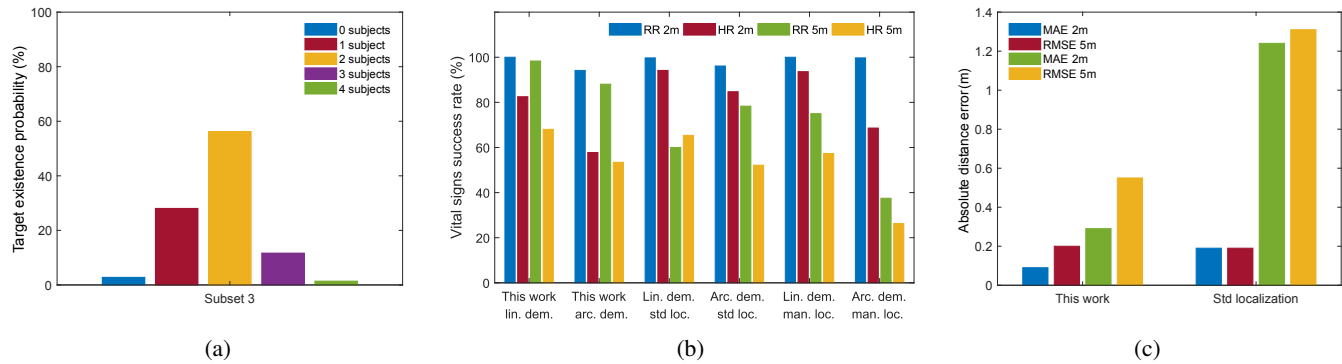 Target existence probability (%)
100
80
60
40
20
0
0 subjects
1 subject
2 subjects
3 subjects
4 subjects
Subset 3
(a)
Vital signs success rate (%)
RR 2m HR 2m RR 5m HR 5m
100
80
60
40
20
0
This work Lin. dem.
This work
lin. dem.
This work
arc. dem.
Lin. dem.
std loc.
Arc. dem.
std loc.
Lin. dem.
man. loc.
Arc. dem.
man. loc.
(b)
Absolute distance error (m)
1.4
1.2
1
0.8
0.6
0.4
0.2
0
MAE 2m
RMSE 5m
MAE 2m
RMSE 5m
This work Std localization
(c)